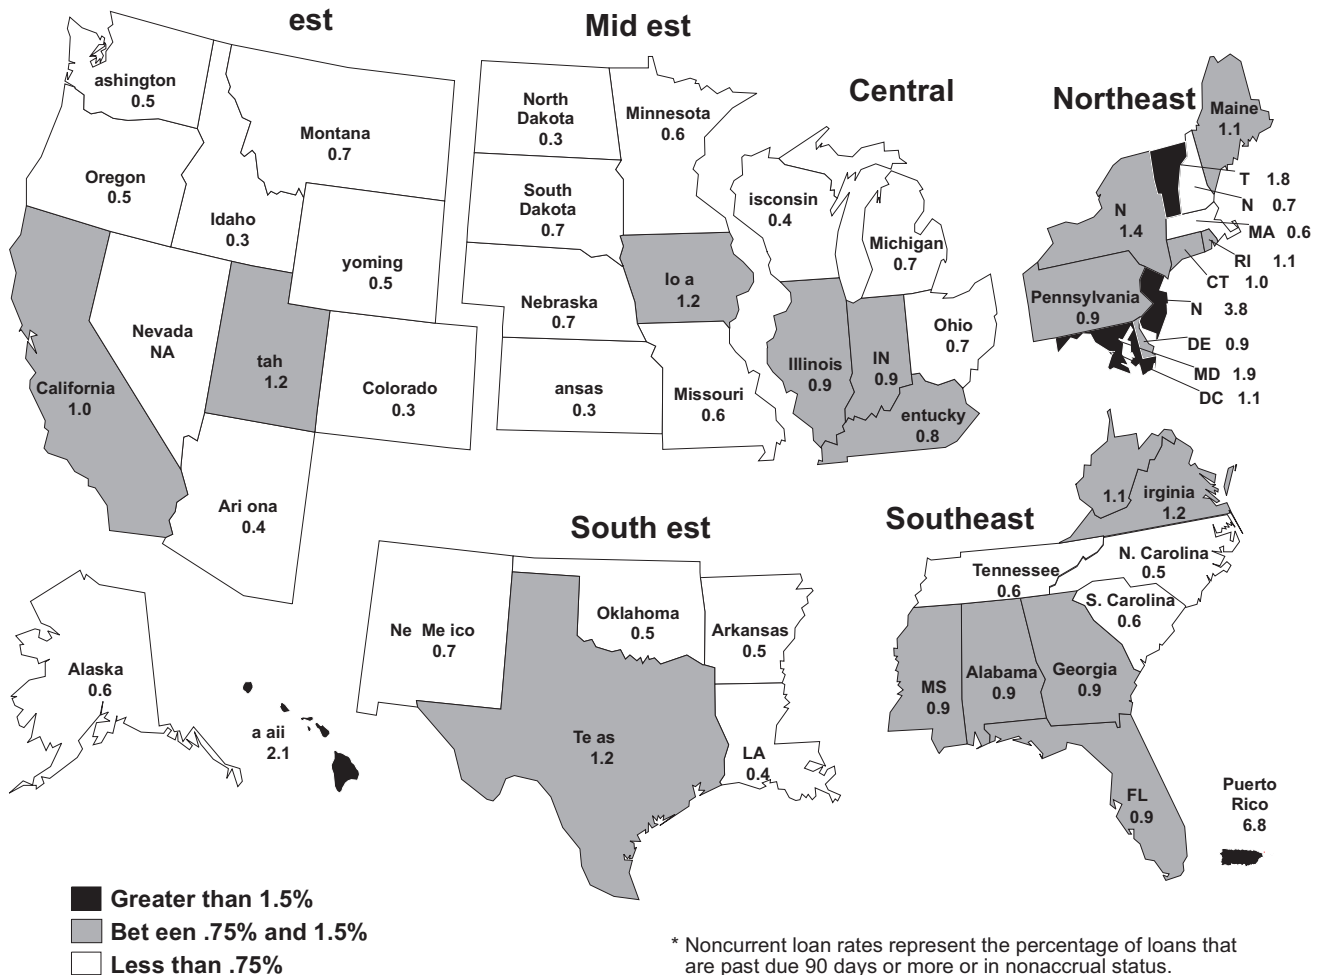 est
Mid est
Central
Northeast
ashington
0.5
Oregon
0.5
California
1.0
Nevada
NA
Idaho
0.3
Montana
0.7
yoming
0.5
tah
1.2
Colorado
0.3
Ari ona
0.4
Alaska
0.6
a aii
2.1
North
Dakota
0.3
South
Dakota
0.7
Nebraska
0.7
ansas
0.3
Minnesota
0.6
Io a
1.2
Missouri
0.6
isconsin
0.4
Michigan
0.7
Illinois
0.9
IN
0.9
Ohio
0.7
entucky
0.8
Maine
1.1
T 1.8
N 0.7
MA 0.6
RI 1.1
CT 1.0
N 3.8
DE 0.9
MD 1.9
DC 1.1
N
1.4
Pennsylvania
0.9
South est
Ne Me ico
0.7
Oklahoma
0.5
Arkansas
0.5
Te as
1.2
LA
0.4
Southeast
1.1
irginia
1.2
N. Carolina
0.5
Tennessee
0.6
S. Carolina
0.6
MS
0.9
Alabama
0.9
Georgia
0.9
FL
0.9
Puerto
Rico
6.8
Greater than 1.5%
Bet een .75% and 1.5%
Less than .75%
* Noncurrent loan rates represent the percentage of loans that
are past due 90 days or more or in nonaccrual status.